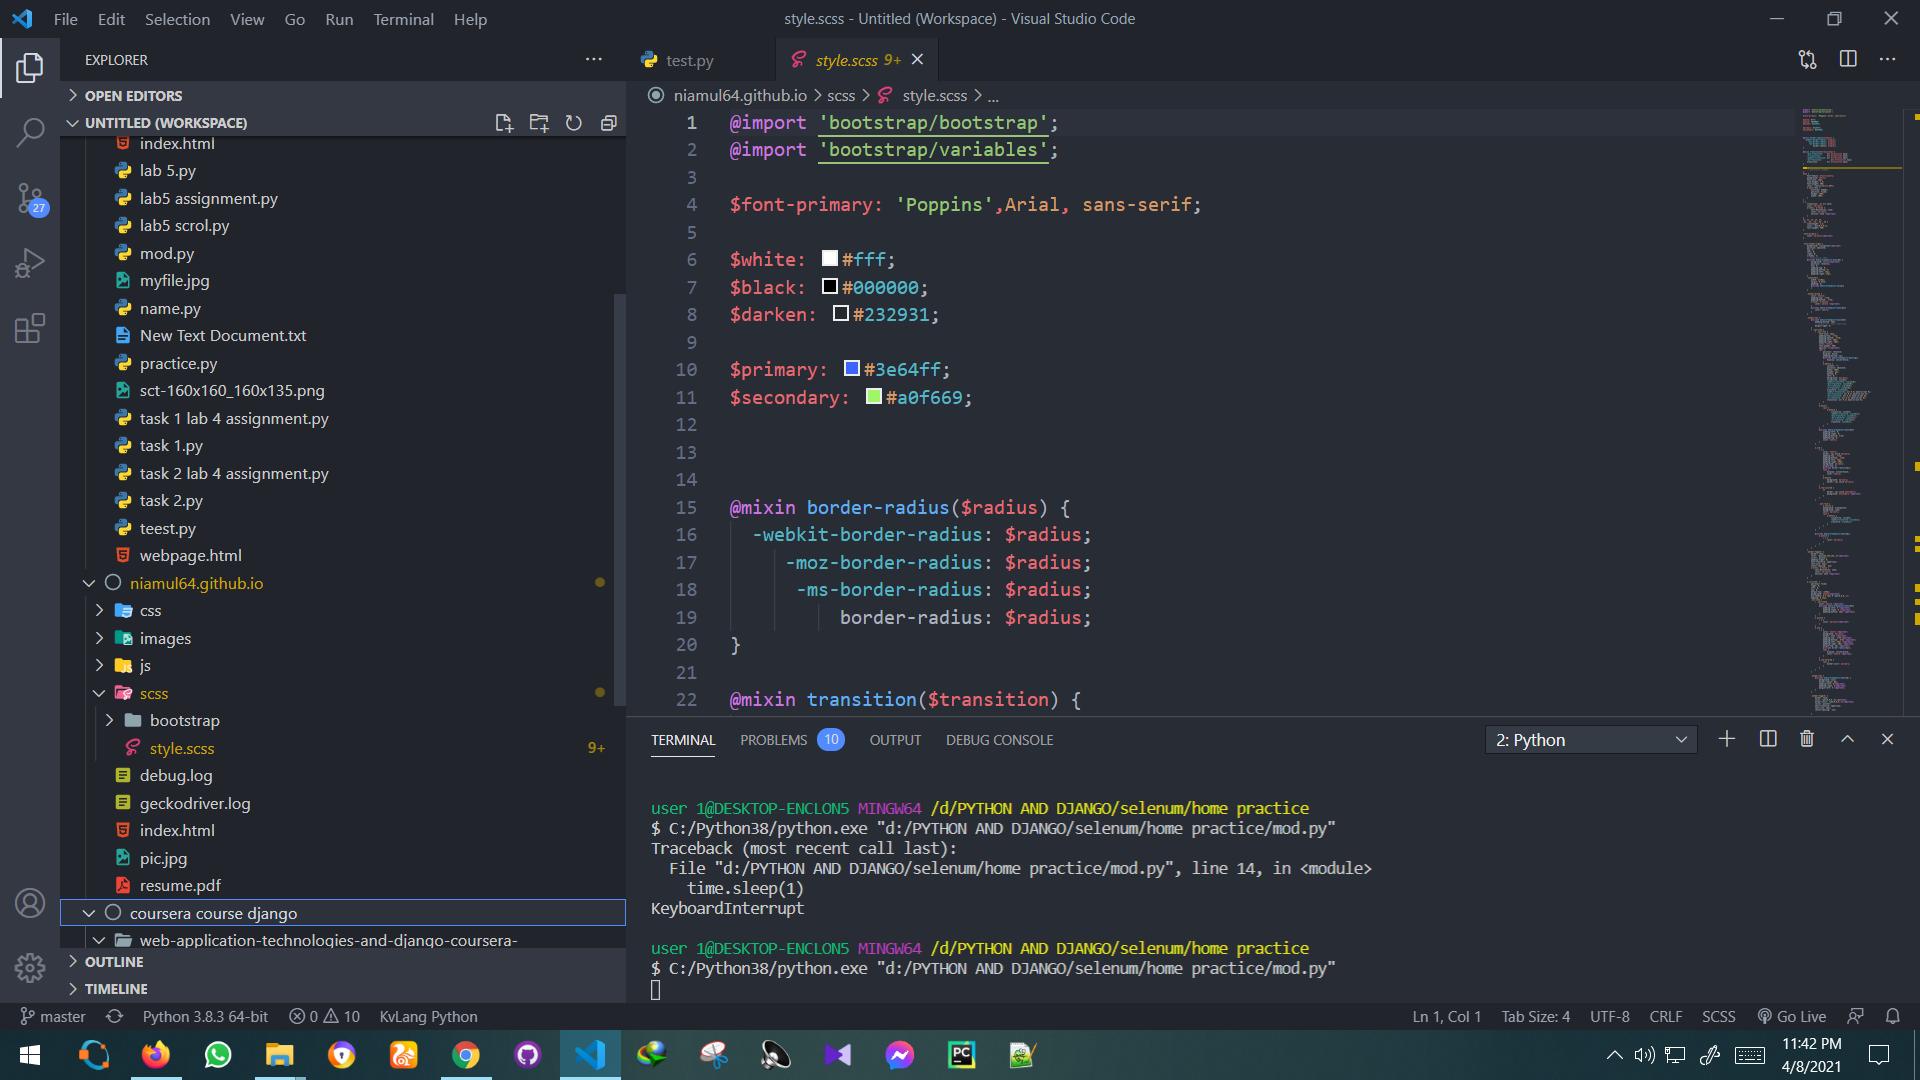 File Edit Selection View Go Run Terminal Help
style.scss - Untitled (Workspace) - Visual Studio Code
EXPLORER
OPEN EDITORS
UNTITLED (WORKSPACE)
index.html
lab 5.py
lab5 assignment.py
lab5 scrol.py
mod.py
myfile.jpg
name.py
New Text Document.txt
practice.py
sct-160x160_160x135.png
task 1 lab 4 assignment.py
task 1.py
task 2 lab 4 assignment.py
task 2.py
teest.py
webpage.html
niamul64.github.io
css
images
js
scss
bootstrap
style.scss 9+
debug.log
geckodriver.log
index.html
pic.jpg
resume.pdf
coursera course django
web-application-technologies-and-django-coursera-
OUTLINE
TIMELINE
27
test.py
style.scss 9+
niamul64.github.io > scss > style.scss > ...
1 @import 'bootstrap/bootstrap';
2 @import 'bootstrap/variables';
3
4 $font-primary: 'Poppins',Arial, sans-serif;
5
6 $white: #fff;
7 $black: #000000;
8 $darken: #232931;
9
10 $primary: #3e64ff;
11 $secondary: #a0f669;
12
13
14
15 @mixin border-radius($radius) {
16 -webkit-border-radius: $radius;
17 -moz-border-radius: $radius;
18 -ms-border-radius: $radius;
19 border-radius: $radius;
20 }
21
22 @mixin transition($transition) {
TERMINAL PROBLEMS 10 OUTPUT DEBUG CONSOLE
2: Python
user 1@DESKTOP-ENCLON5 MINGW64 /d/PYTHON AND DJANGO/selenum/home practice
$ C:/Python38/python.exe "d:/PYTHON AND DJANGO/selenum/home practice/mod.py"
Traceback (most recent call last):
File "d:/PYTHON AND DJANGO/selenum/home practice/mod.py", line 14, in <module>
time.sleep(1)
KeyboardInterrupt
user 1@DESKTOP-ENCLON5 MINGW64 /d/PYTHON AND DJANGO/selenum/home practice
$ C:/Python38/python.exe "d:/PYTHON AND DJANGO/selenum/home practice/mod.py"
master Python 3.8.3 64-bit 0 10 KvLang Python
Ln 1, Col 1 Tab Size: 4 UTF-8 CRLF SCSS Go Live
11:42 PM
4/8/2021